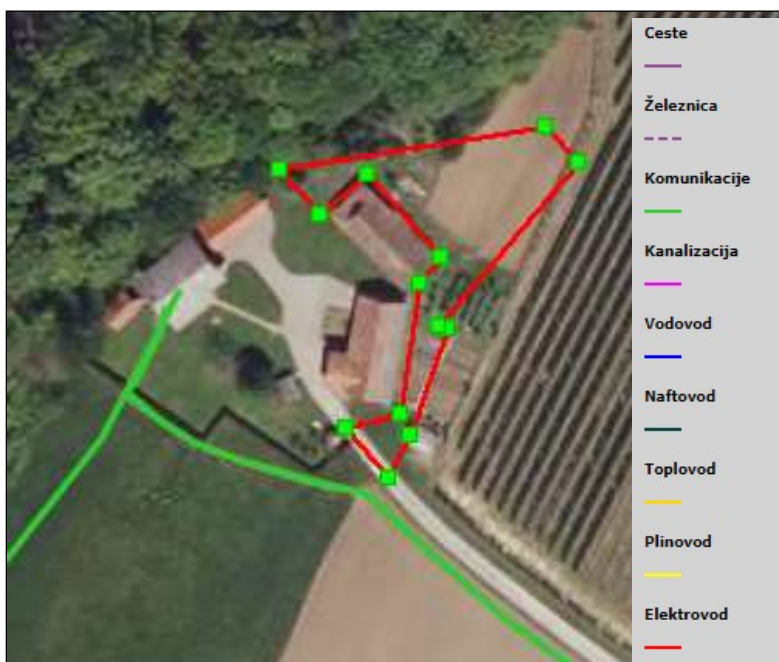 Ceste
Železnica
Komunikacije
Kanalizacija
Vodovod
Naftovod
Toplovod
Plinovod
Elektrovod